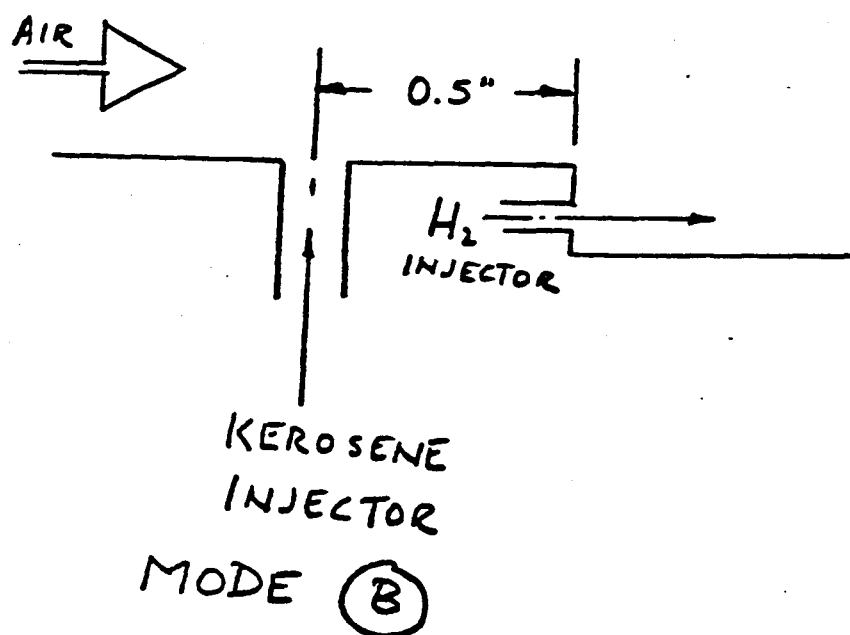 AIR
0.5"
H₂
INJECTOR
KEROSENE
INJECTOR
MODE B